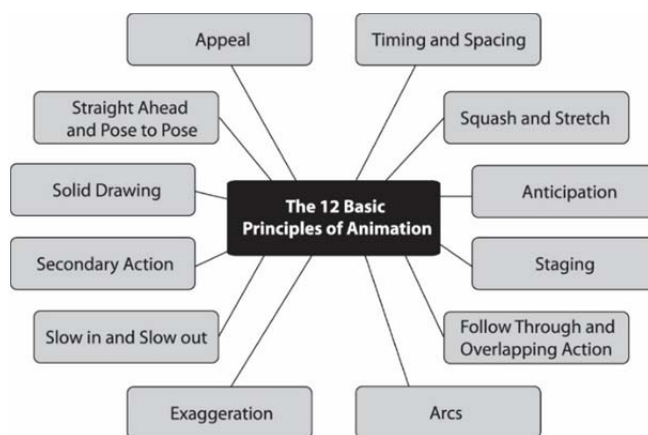 Appeal
Timing and Spacing
Straight Ahead
and Pose to Pose
Squash and Stretch
Solid Drawing
The 12 Basic
Principles of Animation
Anticipation
Secondary Action
Staging
Slow in and Slow out
Follow Through and
Overlapping Action
Exaggeration
Arcs